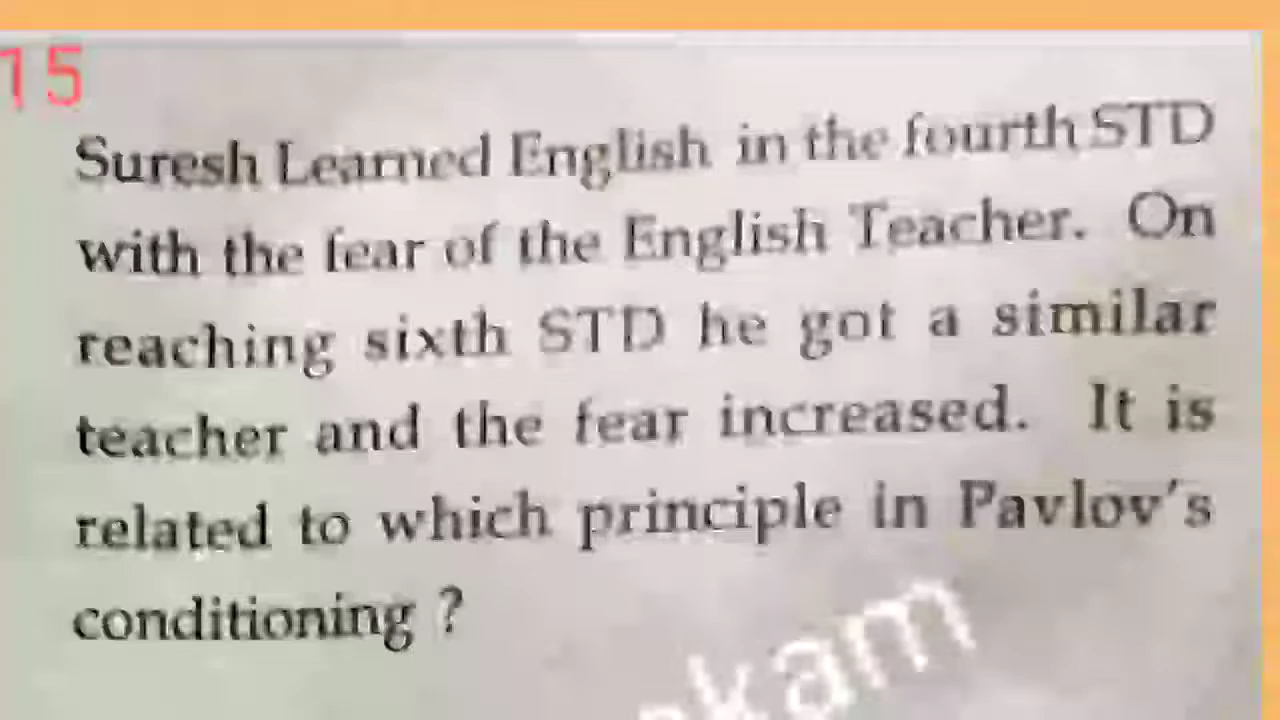 15
Suresh Learned English in the fourth STD
with the fear of the English Teacher. On
reaching sixth STD he got a similar
teacher and the fear increased. It is
related to which principle in Pavlov's
conditioning ?